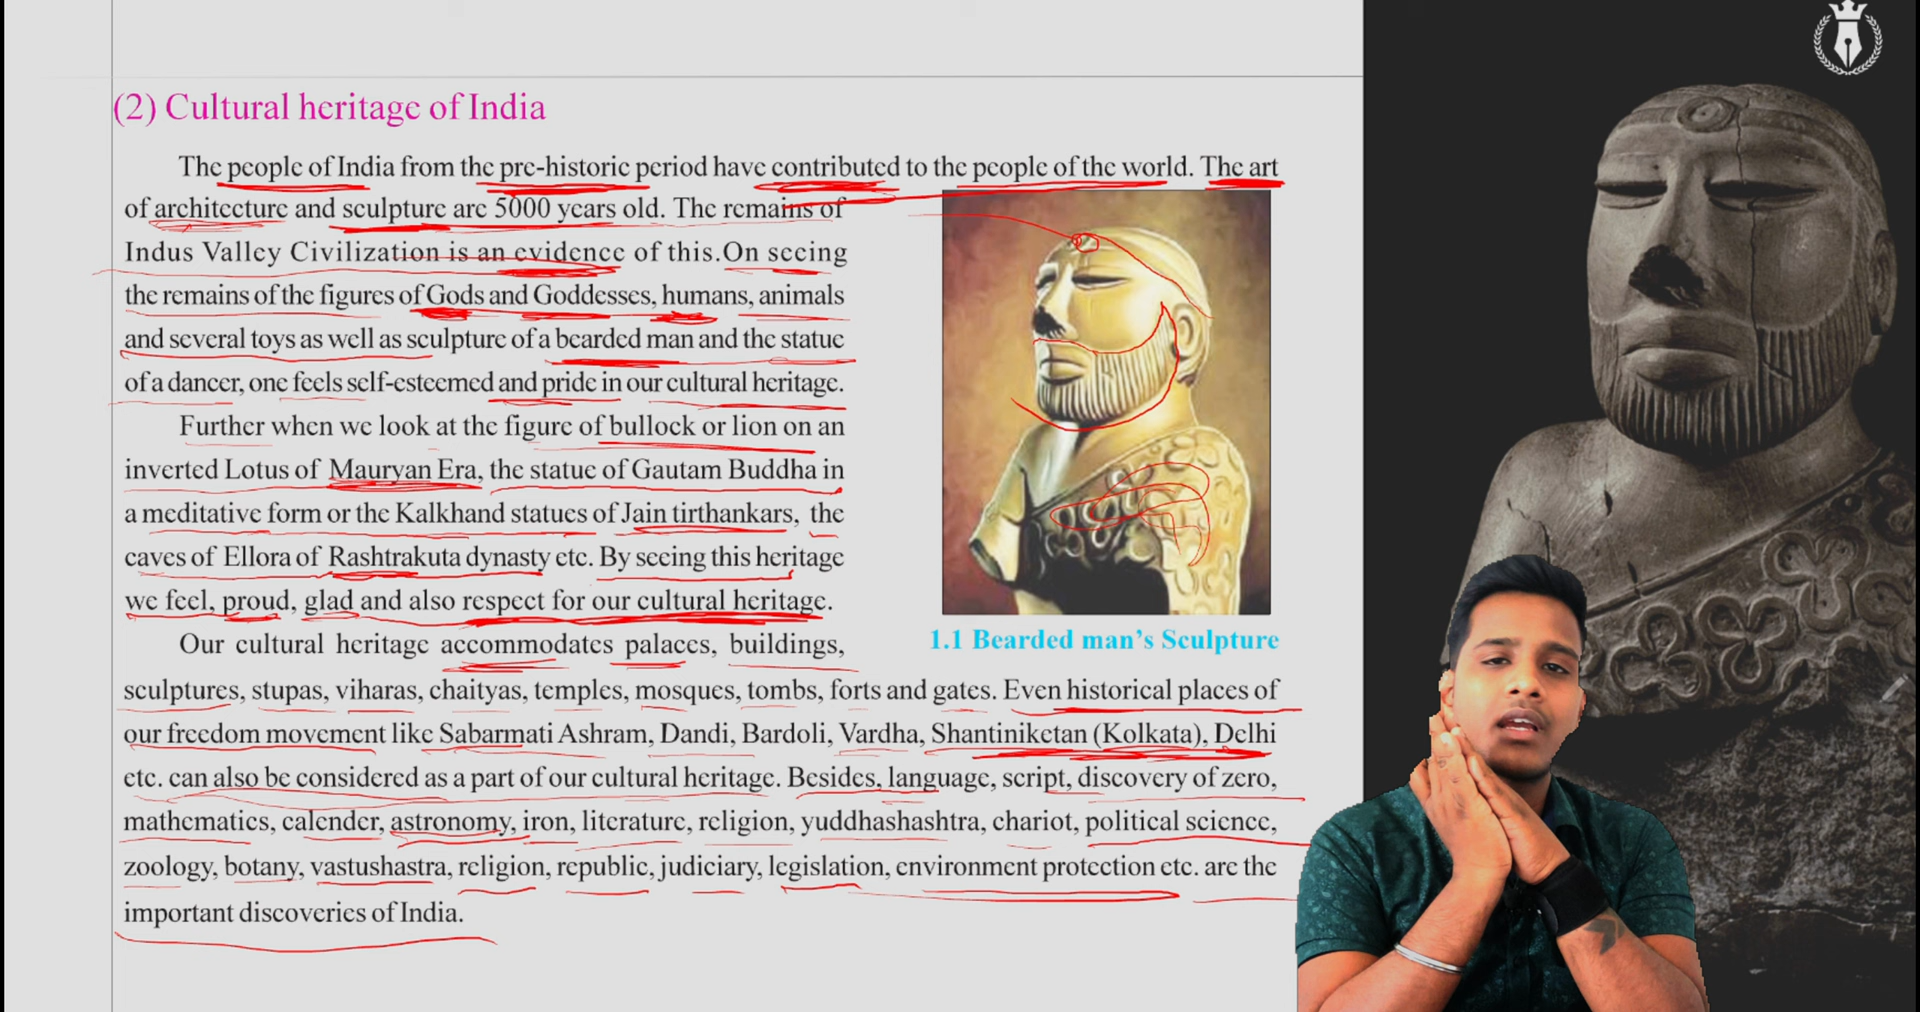 (2) Cultural heritage of India
The people of India from the pre-historic period have contributed to the people of the world. The art
of architecture and sculpture are 5000 years old. The remains of
Indus Valley Civilization is an evidence of this.On seeing
the remains of the figures of Gods and Goddesses, humans, animals
and several toys as well as sculpture of a bearded man and the statue
of a dancer, one feels self-esteemed and pride in our cultural heritage.
Further when we look at the figure of bullock or lion on an
inverted Lotus of Mauryan Era, the statue of Gautam Buddha in
a meditative form or the Kalkhand statues of Jain tirthankars, the
caves of Ellora of Rashtrakuta dynasty etc. By seeing this heritage
we feel, proud, glad and also respect for our cultural heritage.
Our cultural heritage accommodates palaces, buildings,
1.1 Bearded man's Sculpture
sculptures, stupas, viharas, chaityas, temples, mosques, tombs, forts and gates. Even historical places of
our freedom movement like Sabarmati Ashram, Dandi, Bardoli, Vardha, Shantiniketan (Kolkata), Delhi
etc. can also be considered as a part of our cultural heritage. Besides, language, script, discovery of zero,
mathematics, calender, astronomy, iron, literature, religion, yuddhashashtra, chariot, political science,
zoology, botany, vastushastra, religion, republic, judiciary, legislation, environment protection etc. are the
important discoveries of India.